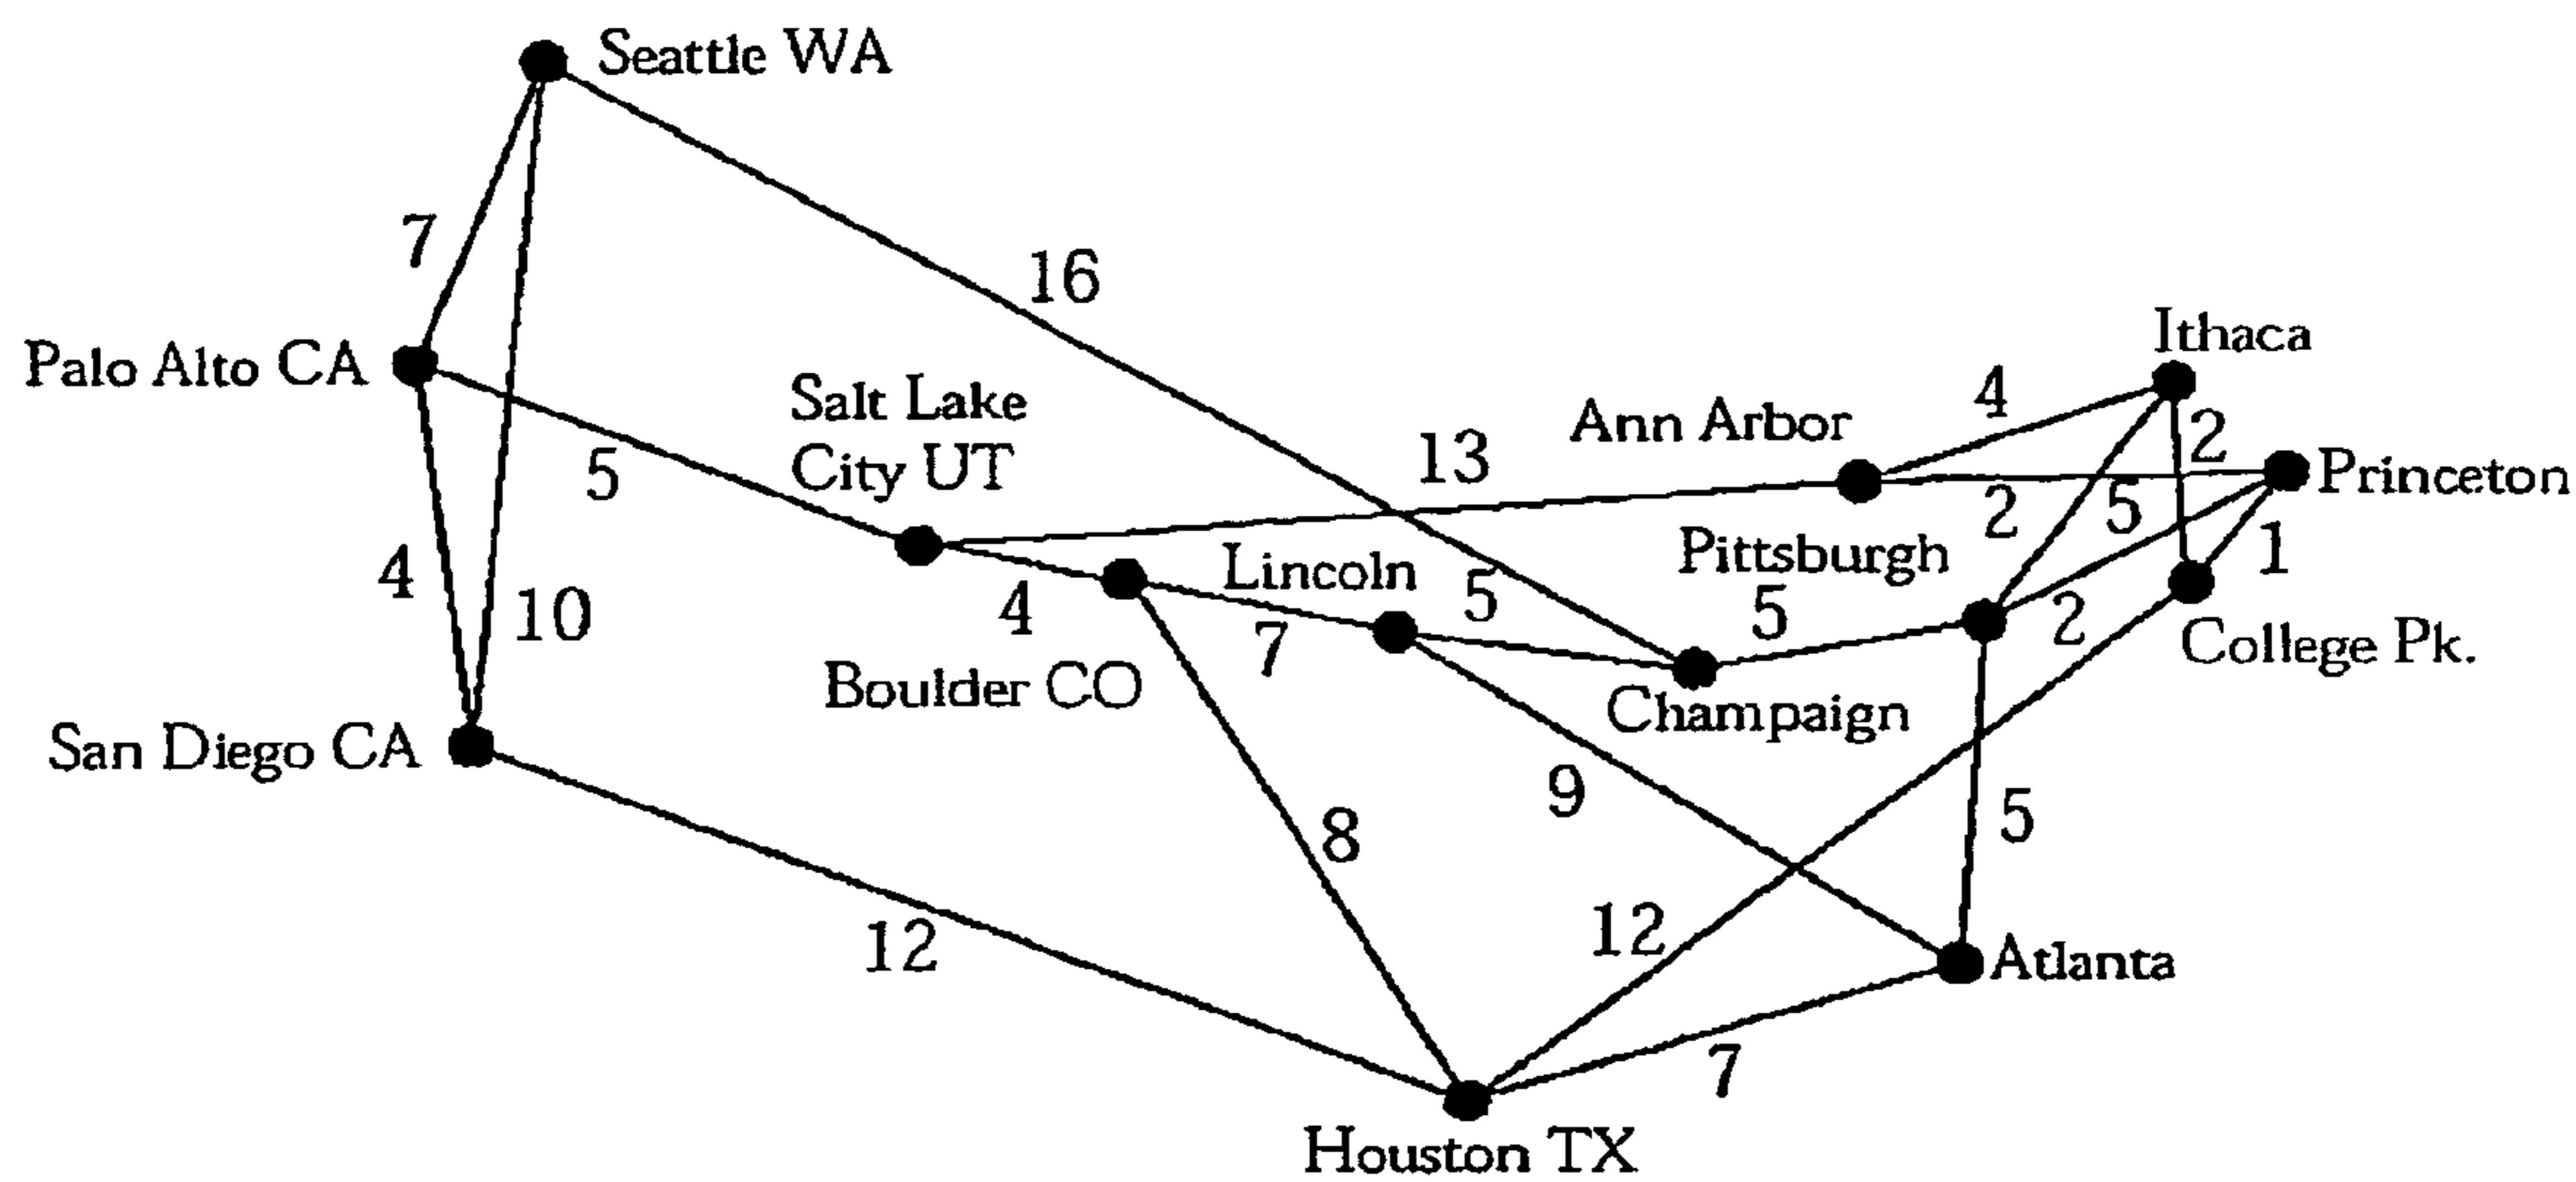 Seattle WA
7
16
Ithaca
Palo Alto CA
Salt Lake
City UT
4
Ann Arbor
2
13
Princeton
5
2
5
Pittsburgh
1
Lincoln
5
5
4
10
4
7
2
College Pk.
Boulder CO
Champaign
San Diego CA
9
8
5
12
12
Atlanta
7
Houston TX